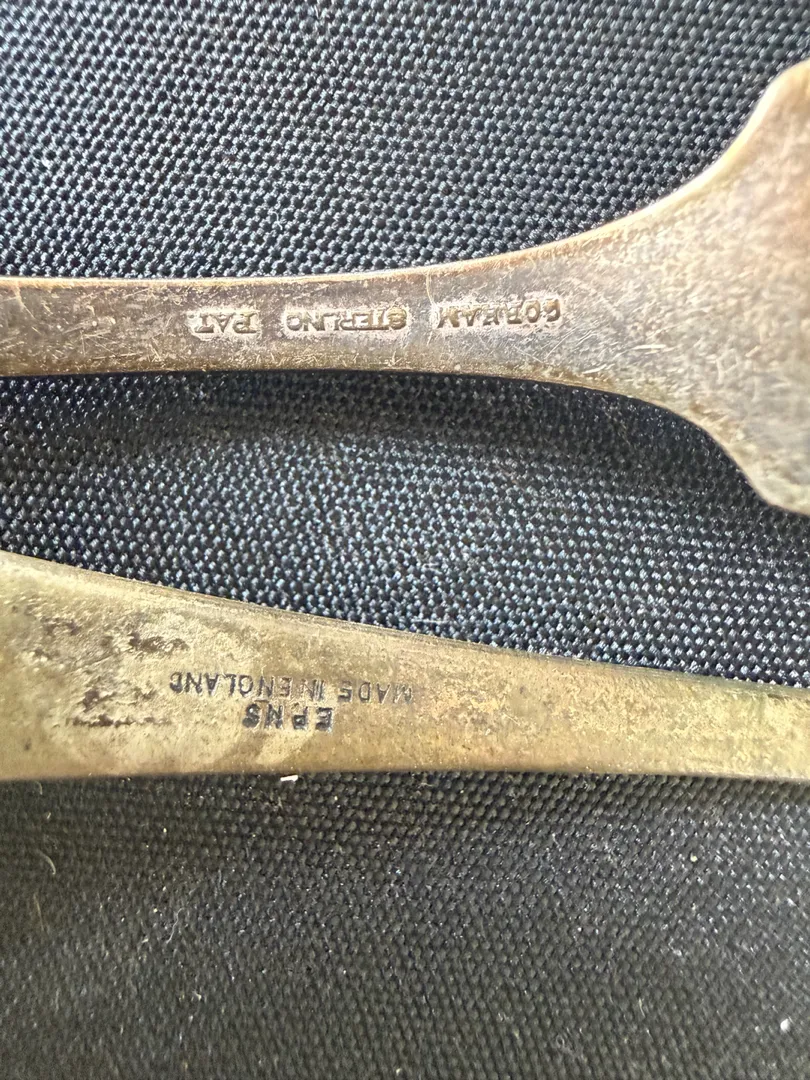 GORHAM STERLING PAT.
EPNS
MADE IN ENGLAND